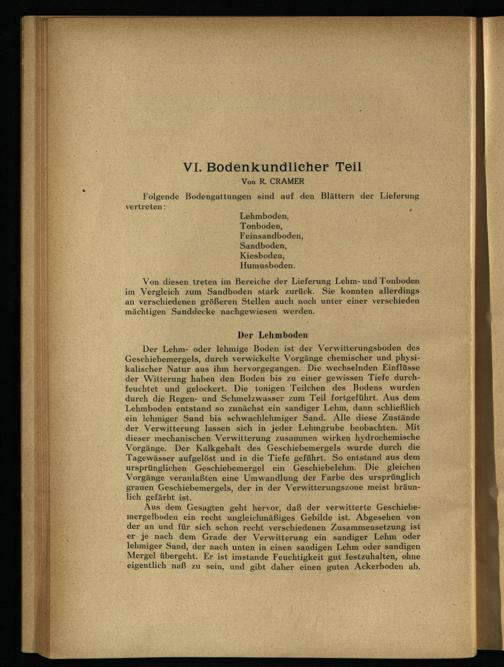 VI. Bodenkundlicher Teil
Von R. CRAMER
Folgende Bodengattungen sind auf den Blättern der Lieferung
vertreten:
Lehmboden,
Tonboden,
Feinsandboden,
Sandboden,
Kiesboden,
Humusboden.
Von diesen treten im Bereiche der Lieferung Lehm- und Tonboden
im Vergleich zum Sandboden stark zurück. Sie konnten allerdings
an verschiedenen größeren Stellen auch noch unter einer verschieden
mächtigen Sanddecke nachgewiesen werden.
Der Lehmboden
Der Lehm- oder lehmige Boden ist der Verwitterungsboden des
Geschiebemergels, durch verwickelte Vorgänge chemischer und physi-
kalischer Natur aus ihm hervorgegangen. Die wechselnden Einflüsse
der Witterung haben den Boden bis zu einer gewissen Tiefe durch-
feuchtet und gelockert. Die tonigen Teilchen des Bodens wurden
durch die Regen- und Schmelzwasser zum Teil fortgeführt. Aus dem
Lehmboden entstand so zunächst ein sandiger Lehm, dann schließlich
ein lehmiger Sand bis schwachlehmiger Sand. Alle diese Zustände
der Verwitterung lassen sich in jeder Lehmgrube beobachten. Mit
dieser mechanischen Verwitterung zusammen wirken hydrochemische
Vorgänge. Der Kalkgehalt des Geschiebemergels wurde durch die
Tagewässer aufgelöst und in die Tiefe geführt. So entstand aus dem
ursprünglichen Geschiebemergel ein Geschiebelehm. Die gleichen
Vorgänge veranlaßten eine Umwandlung der Farbe des ursprünglich
grauen Geschiebemergels, der in der Verwitterungszone meist bräun-
lich gefärbt ist.
Aus dem Gesagten geht hervor, daß der verwitterte Geschiebe-
mergelboden ein recht ungleichmäßiges Gebilde ist. Abgesehen von
der an und für sich schon recht verschiedenen Zusammensetzung ist
er je nach dem Grade der Verwitterung ein sandiger Lehm oder
lehmiger Sand, der nach unten in einen sandigen Lehm oder sandigen
Mergel übergeht. Er ist imstande Feuchtigkeit gut festzuhalten, ohne
eigentlich naß zu sein, und gibt daher einen guten Ackerboden ab.